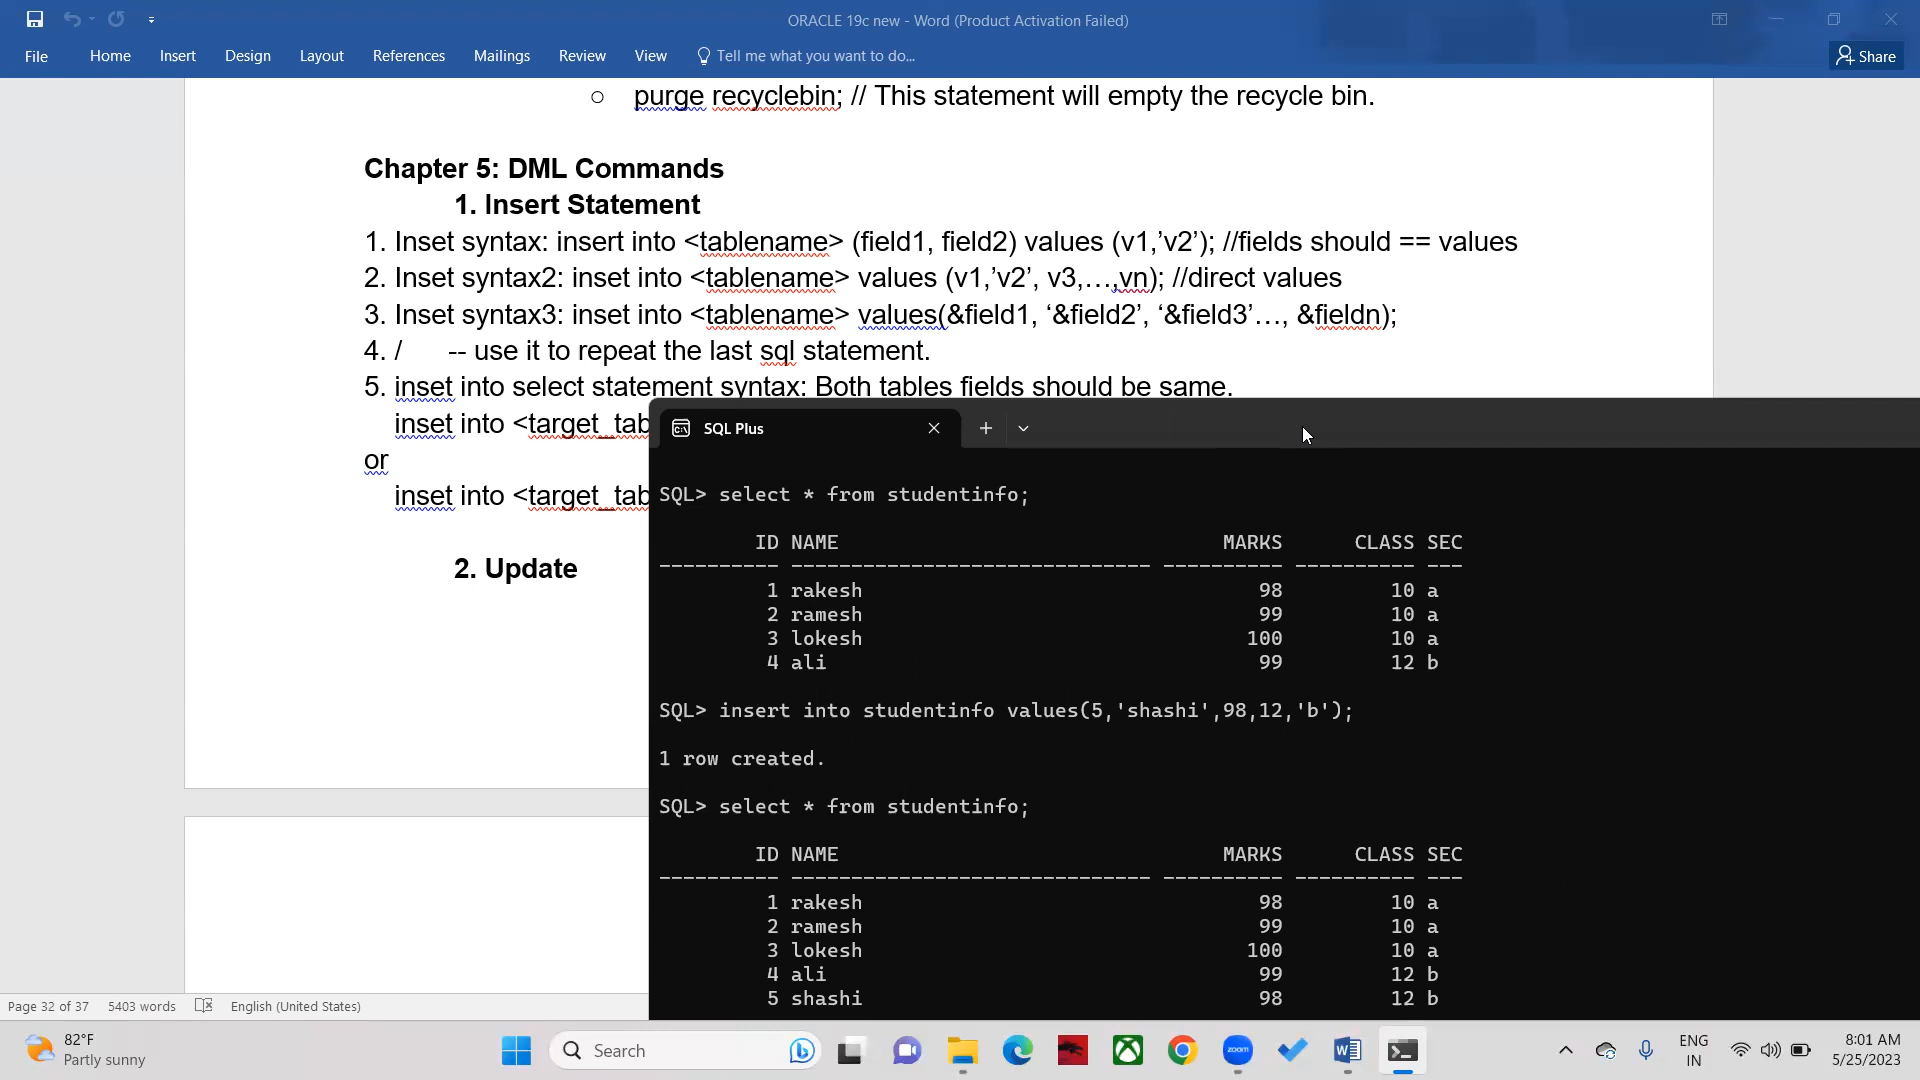 ORACLE 19c new - Word (Product Activation Failed)
File Home Insert Design Layout References Mailings Review View Tell me what you want to do... Share
○ purge recyclebin; // This statement will empty the recycle bin.
Chapter 5: DML Commands
1. Insert Statement
1. Inset syntax: insert into <tablename> (field1, field2) values (v1,’v2’); //fields should == values
2. Inset syntax2: inset into <tablename> values (v1,’v2’, v3,…,vn); //direct values
3. Inset syntax3: inset into <tablename> values(&field1, ‘&field2’, ‘&field3’…, &fieldn);
4. / -- use it to repeat the last sql statement.
5. inset into select statement syntax: Both tables fields should be same.
inset into <target_tab
or
inset into <target_tab
2. Update
SQL Plus
SQL> select * from studentinfo;
ID NAME MARKS CLASS SEC
---------- ------------------------------ ---------- ---------- ---
1 rakesh 98 10 a
2 ramesh 99 10 a
3 lokesh 100 10 a
4 ali 99 12 b
SQL> insert into studentinfo values(5,'shashi',98,12,'b');
1 row created.
SQL> select * from studentinfo;
ID NAME MARKS CLASS SEC
---------- ------------------------------ ---------- ---------- ---
1 rakesh 98 10 a
2 ramesh 99 10 a
3 lokesh 100 10 a
4 ali 99 12 b
5 shashi 98 12 b
Page 32 of 37 5403 words English (United States)
82°F
Partly sunny
Search
zoom
ENG
IN
8:01 AM
5/25/2023